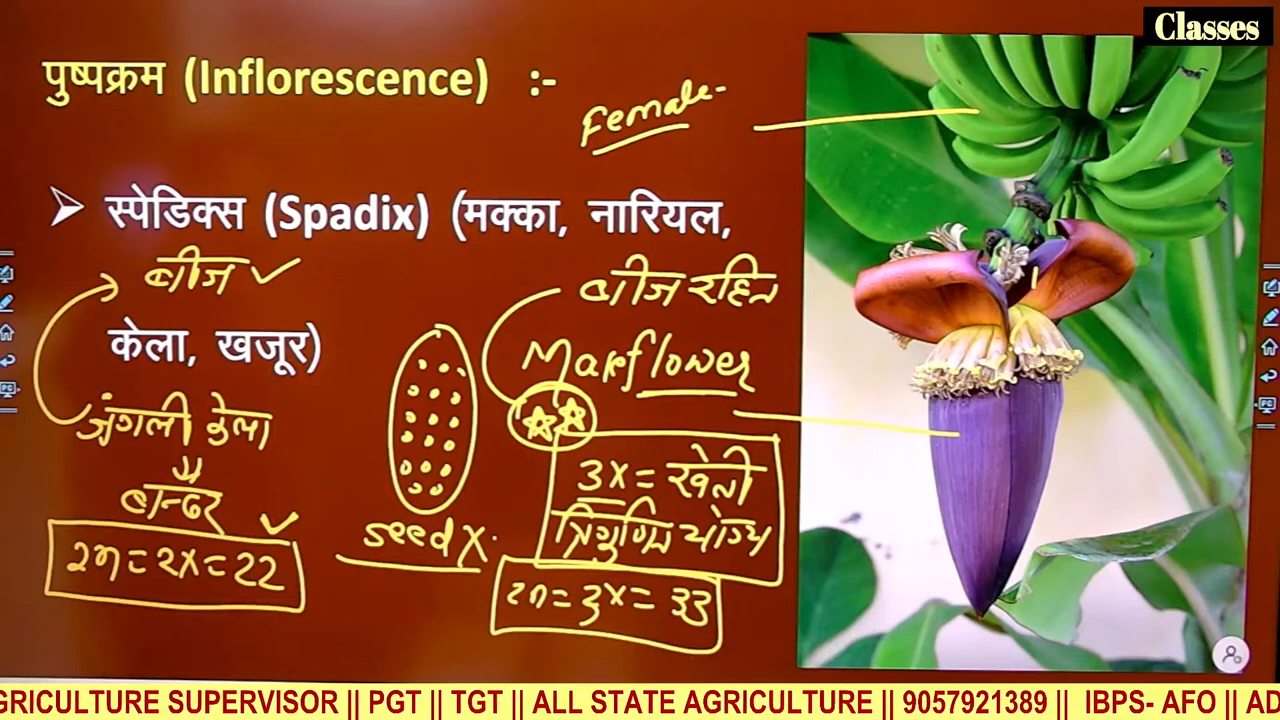 Classes
पुष्पक्रम (Inflorescence) :-
Female-
स्पेडिक्स (Spadix) (मक्का, नारियल,
बीज ✓
बीज रहित
केला, खजूर)
flower
जंगली केला
बन्दर
3x = खेती
seed x.
त्रिगुणित योज्य
2n = 2x = 22
2n = 3x = 33
GRICULTURE SUPERVISOR || PGT || TGT || ALL STATE AGRICULTURE || 9057921389 || IBPS- AFO || AD